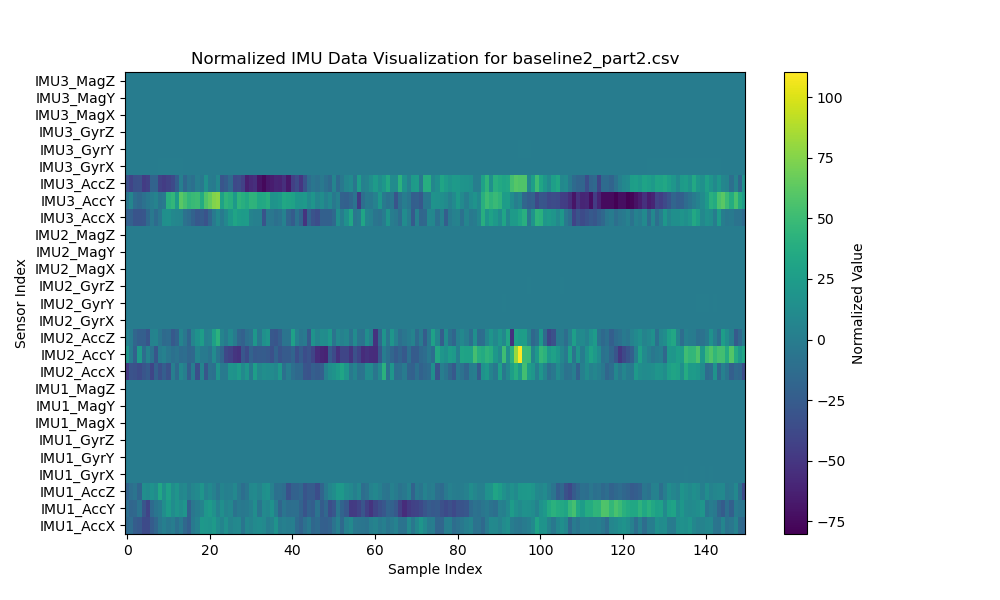 Normalized IMU Data Visualization for baseline2_part2.csv
Sensor Index
IMU3_MagZ
IMU3_MagY
IMU3_MagX
IMU3_GyrZ
IMU3_GyrY
IMU3_GyrX
IMU3_AccZ
IMU3_AccY
IMU3_AccX
IMU2_MagZ
IMU2_MagY
IMU2_MagX
IMU2_GyrZ
IMU2_GyrY
IMU2_GyrX
IMU2_AccZ
IMU2_AccY
IMU2_AccX
IMU1_MagZ
IMU1_MagY
IMU1_MagX
IMU1_GyrZ
IMU1_GyrY
IMU1_GyrX
IMU1_AccZ
IMU1_AccY
IMU1_AccX
0 20 40 60 80 100 120 140
Sample Index
100
75
50
25
0
−25
−50
−75
Normalized Value